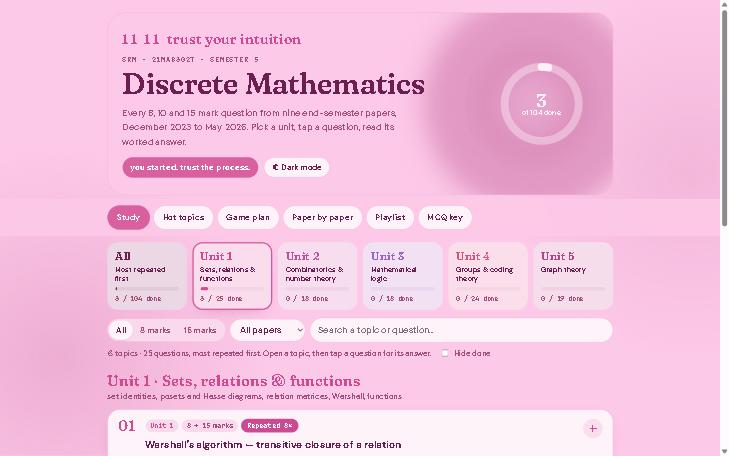 11 11 trust your intuition
SRM · 21MAB302T · SEMESTER 5
Discrete Mathematics
Every 8, 10 and 15 mark question from nine end-semester papers,
December 2023 to May 2026. Pick a unit, tap a question, read its
worked answer.
3
of 104 done
you started. trust the process.
☾ Dark mode
Study
Hot topics
Game plan
Paper by paper
Playlist
MCQ key
All
Most repeated
first
3 / 104 done
Unit 1
Sets, relations &
functions
3 / 25 done
Unit 2
Combinatorics &
number theory
0 / 18 done
Unit 3
Mathematical
logic
0 / 18 done
Unit 4
Groups & coding
theory
0 / 24 done
Unit 5
Graph theory
0 / 19 done
All
8 marks
15 marks
All papers
Search a topic or question…
6 topics · 25 questions, most repeated first. Open a topic, then tap a question for its answer.
Hide done
Unit 1 · Sets, relations & functions
set identities, posets and Hasse diagrams, relation matrices, Warshall, functions
01
Unit 1
8 + 15 marks
Repeated 8×
+
Warshall's algorithm — transitive closure of a relation